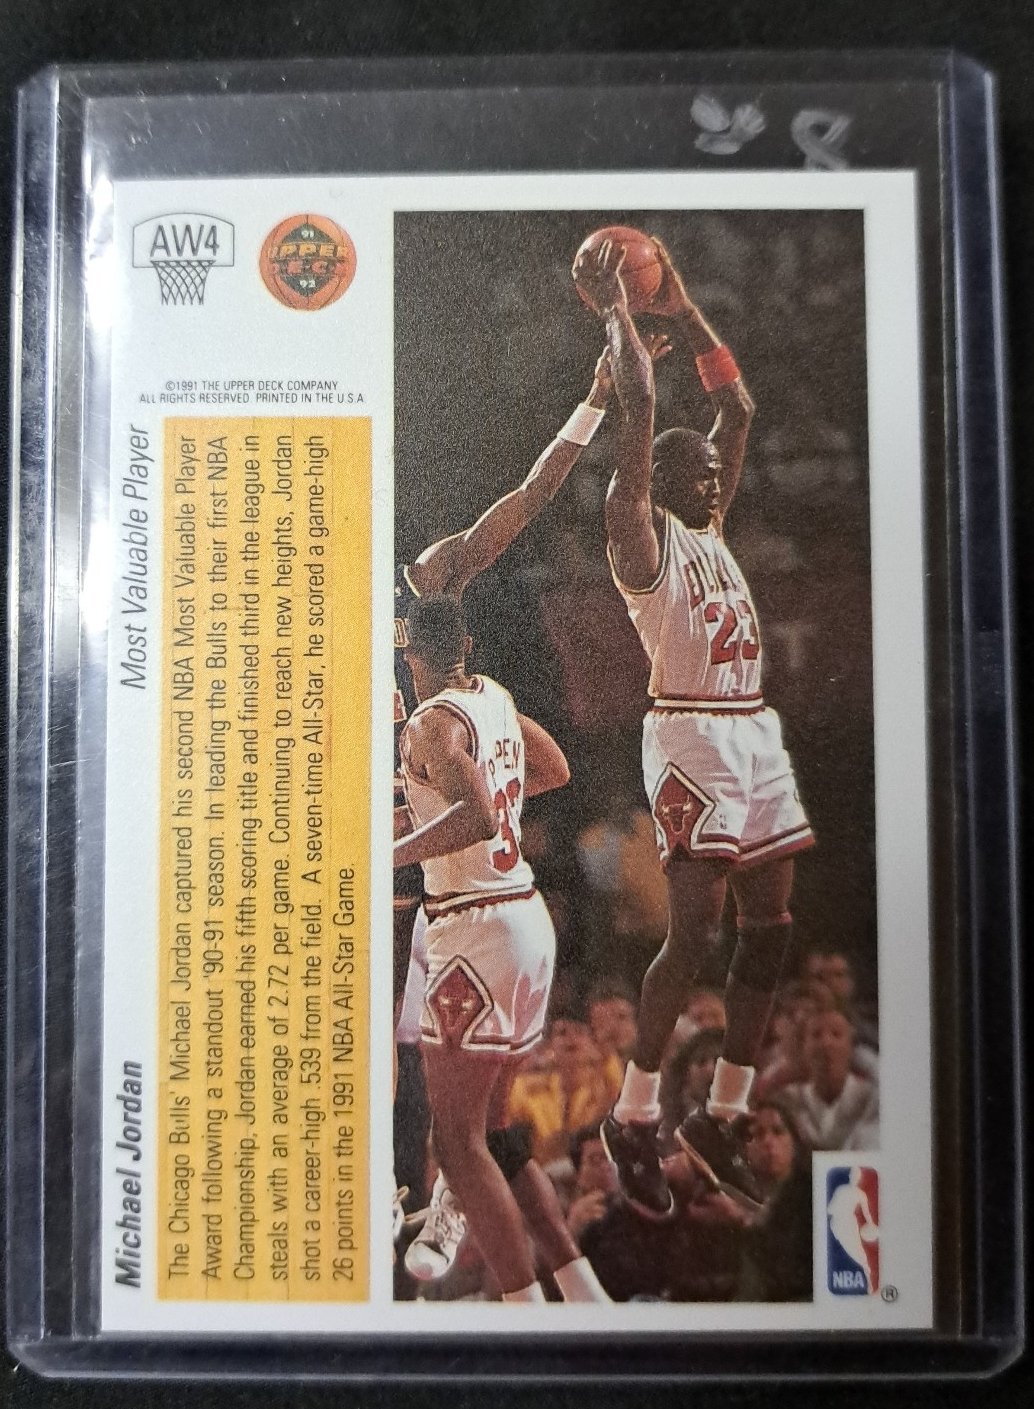 AW4
91
UPPER
DECK
92
©1991 THE UPPER DECK COMPANY
ALL RIGHTS RESERVED. PRINTED IN THE U.S.A.
Michael Jordan
Most Valuable Player
The Chicago Bulls' Michael Jordan captured his second NBA Most Valuable Player
Award following a standout '90-91 season. In leading the Bulls to their first NBA
Championship, Jordan earned his fifth scoring title and finished third in the league in
steals with an average of 2.72 per game. Continuing to reach new heights, Jordan
shot a career-high .539 from the field. A seven-time All-Star, he scored a game-high
26 points in the 1991 NBA All-Star Game.
BULLS
23
PIPPEN
33
NBA
®